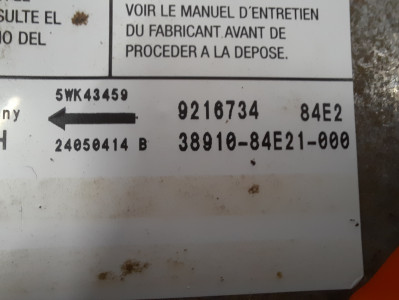 SULTE EL
O DEL
VOIR LE MANUEL D'ENTRETIEN
DU FABRICANT AVANT DE
PROCEDER A LA DEPOSE.
5WK43459
ny
9216734 84E2
H
24050414 B 38910-84E21-000